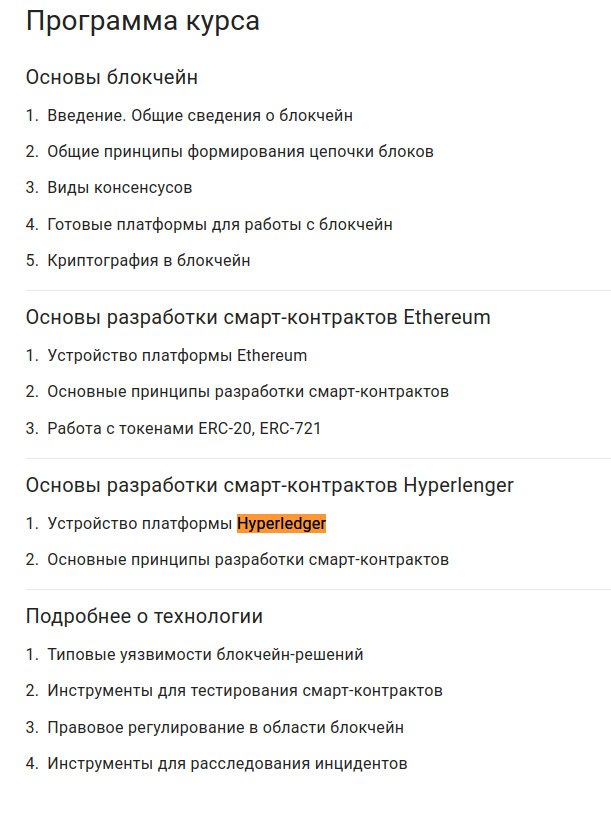 Программа курса
Основы блокчейн
1. Введение. Общие сведения о блокчейн
2. Общие принципы формирования цепочки блоков
3. Виды консенсусов
4. Готовые платформы для работы с блокчейн
5. Криптография в блокчейн
Основы разработки смарт-контрактов Ethereum
1. Устройство платформы Ethereum
2. Основные принципы разработки смарт-контрактов
3. Работа с токенами ERC-20, ERC-721
Основы разработки смарт-контрактов Hyperlenger
1. Устройство платформы Hyperledger
2. Основные принципы разработки смарт-контрактов
Подробнее о технологии
1. Типовые уязвимости блокчейн-решений
2. Инструменты для тестирования смарт-контрактов
3. Правовое регулирование в области блокчейн
4. Инструменты для расследования инцидентов